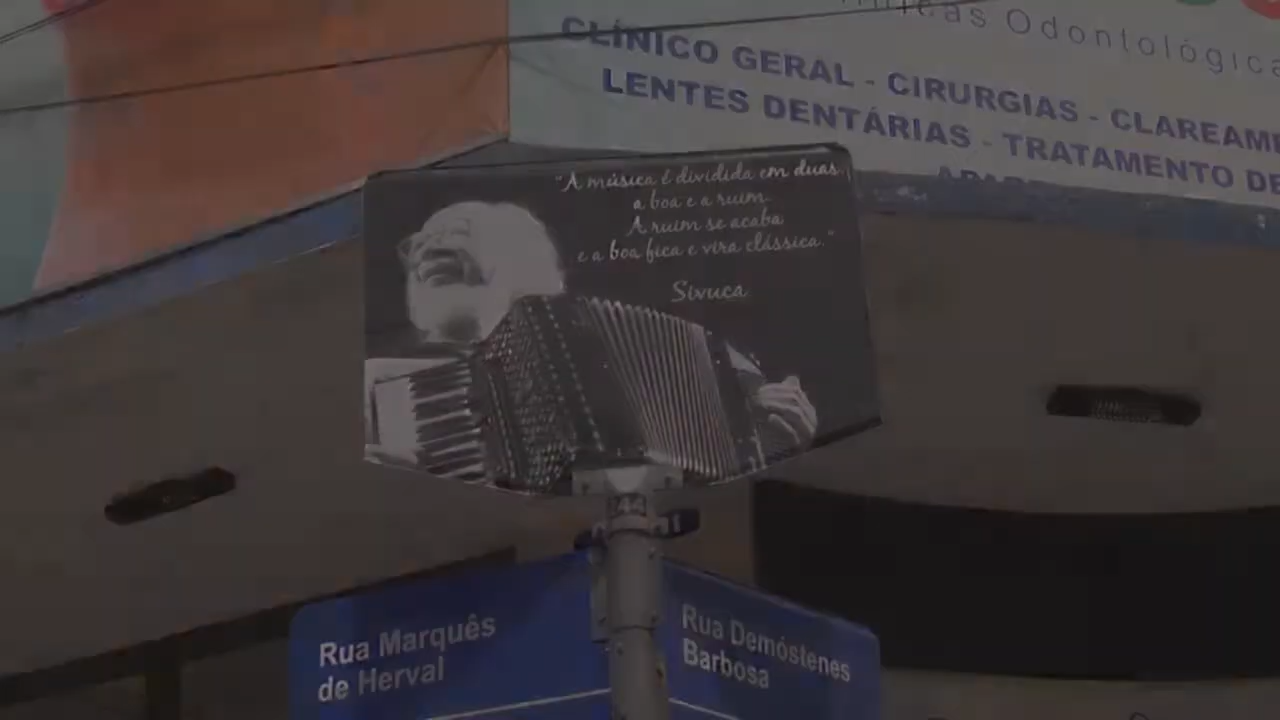 Odontológica
CLÍNICO GERAL - CIRURGIAS - CLAREAM
LENTES DENTÁRIAS - TRATAMENTO DE
"A música é dividida em duas,
a boa e a ruim.
A ruim se acaba
e a boa fica e vira clássica."
Sivuca
44
Rua Marquês
de Herval
Rua Demóstenes
Barbosa